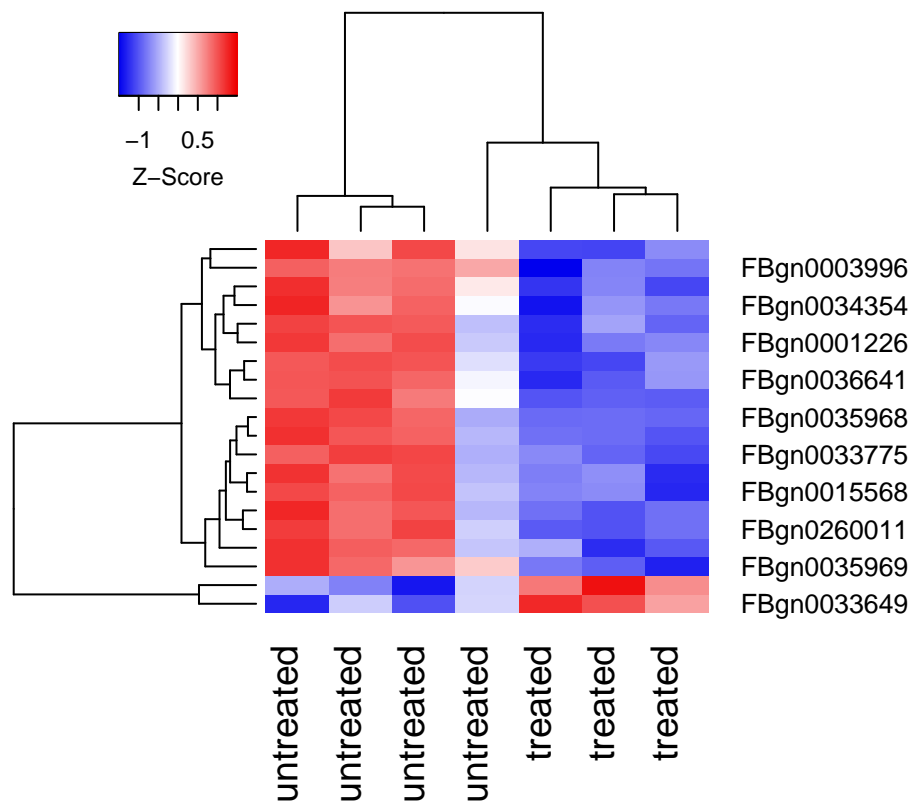 −1 0.5
Z−Score
FBgn0003996
FBgn0034354
FBgn0001226
FBgn0036641
FBgn0035968
FBgn0033775
FBgn0015568
FBgn0260011
FBgn0035969
FBgn0033649
untreated
untreated
untreated
untreated
treated
treated
treated